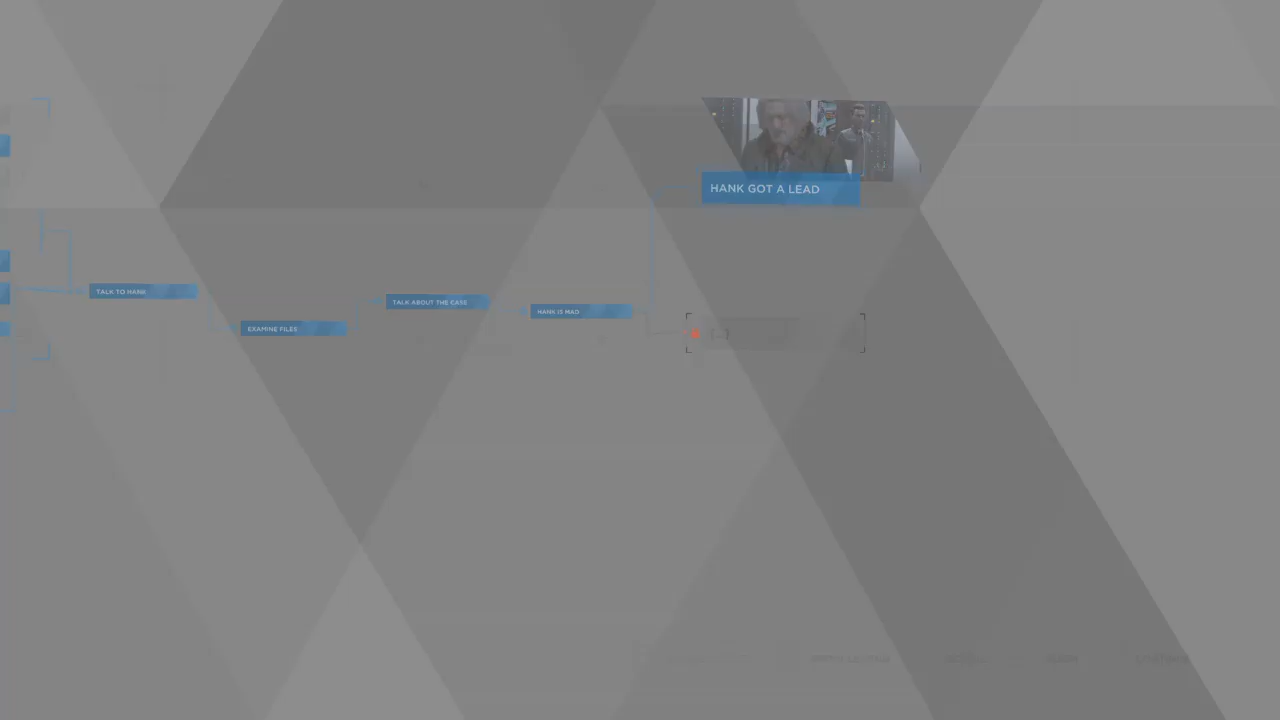 HANK GOT A LEAD
TALK TO HANK
TALK ABOUT THE CASE
HANK IS MAD
EXAMINE FILES